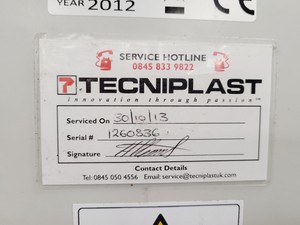 YEAR 2012 CE
SERVICE HOTLINE
0845 833 9822
TECNIPLAST
innovation through passion
Serviced On 30/10/13
Serial # 1260836
Signature
Contact Details
Tel: 0845 050 4556 Email: service@tecniplastuk.com